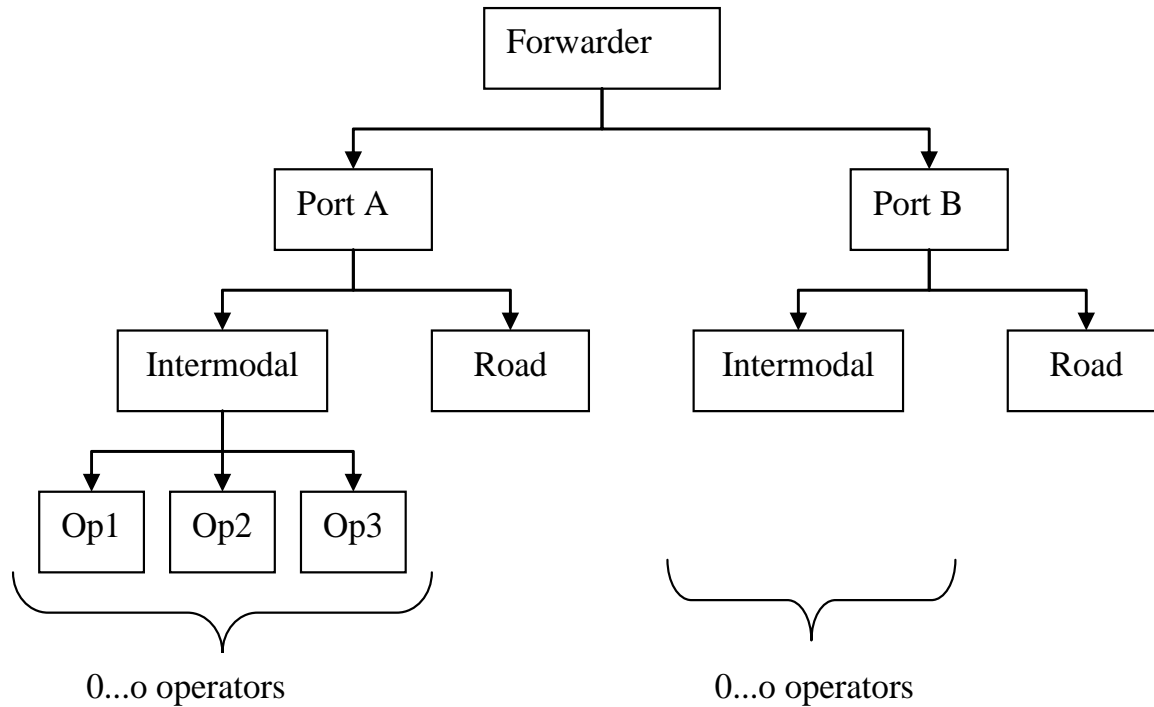 Forwarder
Port A
Port B
Intermodal
Road
Intermodal
Road
Op1
Op2
Op3
0...o operators
0...o operators